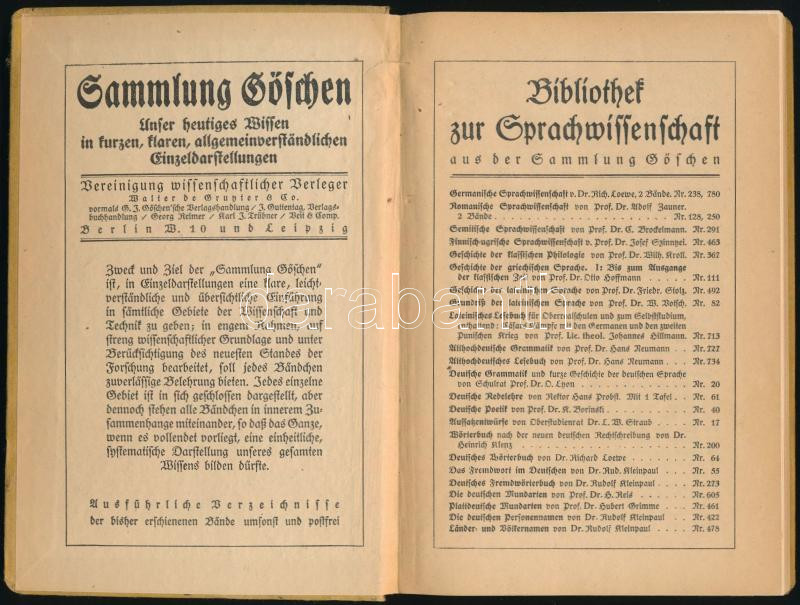 Sammlung Göschen
Unser heutiges Wissen
in kurzen, klaren, allgemeinverständlichen
Einzeldarstellungen
Vereinigung wissenschaftlicher Verleger
Walter de Gruyter & Co.
vormals G. J. Göschen'sche Verlagshandlung / J. Guttentag, Verlags-
buchhandlung / Georg Reimer / Karl J. Trübner / Veit & Comp.
Berlin W. 10 und Leipzig
Zweck und Ziel der „Sammlung Göschen“
ist, in Einzeldarstellungen eine klare, leicht-
verständliche und übersichtliche Einführung
in sämtliche Gebiete der Wissenschaft und
Technik zu geben; in engem Rahmen, auf
streng wissenschaftlicher Grundlage und unter
Berücksichtigung des neuesten Standes der
Forschung bearbeitet, soll jedes Bändchen
zuverlässige Belehrung bieten. Jedes einzelne
Gebiet ist in sich geschlossen dargestellt, aber
dennoch stehen alle Bändchen in innerem Zu-
sammenhange miteinander, so daß das Ganze,
wenn es vollendet vorliegt, eine einheitliche,
systematische Darstellung unseres gesamten
Wissens bilden dürfte.
Ausführliche Verzeichnisse
der bisher erschienenen Bände umsonst und postfrei
Bibliothek
zur Sprachwissenschaft
aus der Sammlung Göschen
Germanische Sprachwissenschaft v. Dr. Rich. Loewe, 2 Bände. Nr. 238, 780
Romanische Sprachwissenschaft von Prof. Dr. Adolf Zauner.
2 Bände . . . Nr. 128, 250
Semitische Sprachwissenschaft von Prof. Dr. C. Brockelmann. Nr. 291
Finnisch-ugrische Sprachwissenschaft v. Prof. Dr. Josef Szinnyei. Nr. 463
Geschichte der klassischen Philologie von Prof. Dr. Wilh. Kroll. Nr. 367
Geschichte der griechischen Sprache. I: Bis zum Ausgange
der klassischen Zeit von Prof. Dr. Otto Hoffmann . . . Nr. 111
Geschichte der lateinischen Sprache von Prof. Dr. Friedr. Stolz. Nr. 492
Grundriß der lateinischen Sprache von Prof. Dr. W. Votsch. Nr. 82
Lateinisches Lesebuch für Oberrealschulen und zum Selbststudium,
enthaltend: Cäsars Kämpfe mit den Germanen und den zweiten
Punischen Krieg von Prof. Lic. theol. Johannes Hillmann. Nr. 713
Althochdeutsche Grammatik von Prof. Dr. Hans Neumann . . Nr. 727
Althochdeutsches Lesebuch von Prof. Dr. Hans Neumann . . . Nr. 734
Deutsche Grammatik und kurze Geschichte der deutschen Sprache
von Schulrat Prof. Dr. O. Lyon . . . Nr. 20
Deutsche Redelehre von Rektor Hans Probst. Mit 1 Tafel . . Nr. 61
Deutsche Poetik von Prof. Dr. K. Borinski . . . Nr. 40
Aufsatzentwürfe von Oberstudienrat Dr. L. W. Straub . . . Nr. 17
Wörterbuch nach der neuen deutschen Rechtschreibung von Dr.
Heinrich Klenz . . . Nr. 200
Deutsches Wörterbuch von Dr. Richard Loewe . . . Nr. 64
Das Fremdwort im Deutschen von Dr. Rud. Kleinpaul . . . Nr. 55
Deutsches Fremdwörterbuch von Dr. Rudolf Kleinpaul . . . Nr. 273
Die deutschen Mundarten von Prof. Dr. H. Reis . . . Nr. 605
Plattdeutsche Mundarten von Prof. Dr. Hubert Grimme . . . Nr. 461
Die deutschen Personennamen von Dr. Rudolf Kleinpaul . . . Nr. 422
Länder- und Völkernamen von Dr. Rudolf Kleinpaul . . . Nr. 478
darabanth